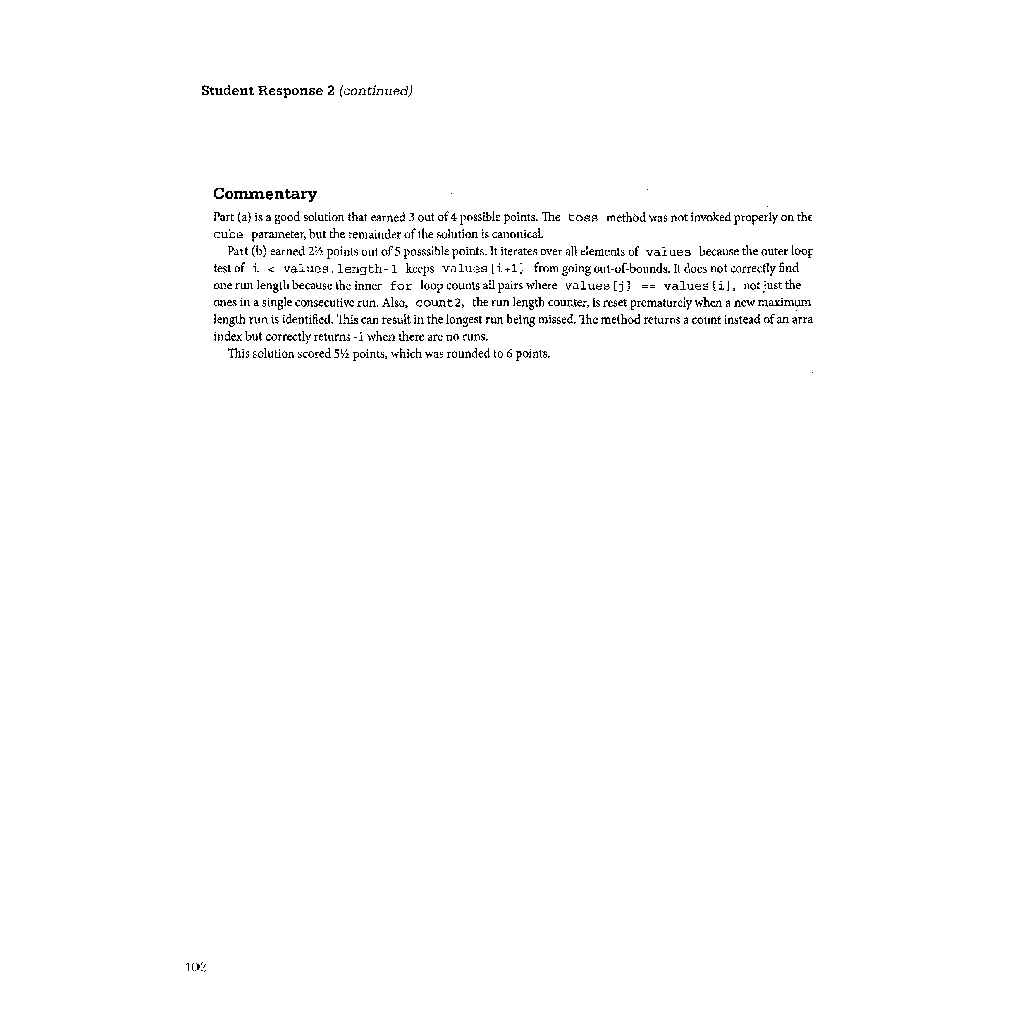 Student Response 2 (continued)
Commentary
Part (a) is a good solution that earned 3 out of 4 possible points. The toss method was not invoked properly on the
cube parameter, but the remainder of the solution is canonical.
Part (b) earned 2½ points out of 5 posssible points. It iterates over all elements of values because the outer loop
test of i < values.length-1 keeps values[i+1] from going out-of-bounds. It does not correctly find
one run length because the inner for loop counts all pairs where values[j] == values[i], not just the
ones in a single consecutive run. Also, count2, the run length counter, is reset prematurely when a new maximum
length run is identified. This can result in the longest run being missed. The method returns a count instead of an arra
index but correctly returns -1 when there are no runs.
This solution scored 5½ points, which was rounded to 6 points.
102